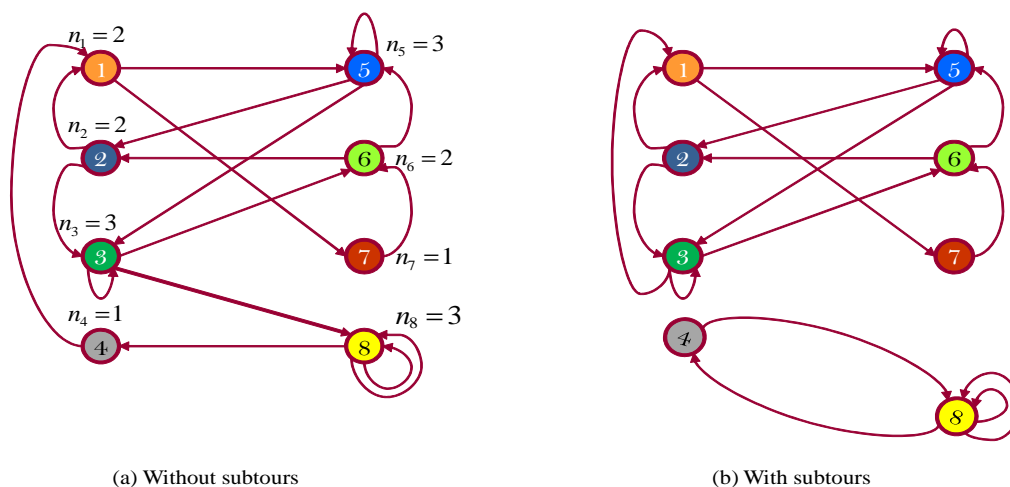 n₁ = 2
1
5
n₅ = 3
n₂ = 2
2
6
n₆ = 2
n₃ = 3
3
7
n₇ = 1
n₄ = 1
4
8
n₈ = 3
(a) Without subtours
1
5
2
6
3
7
4
8
(b) With subtours